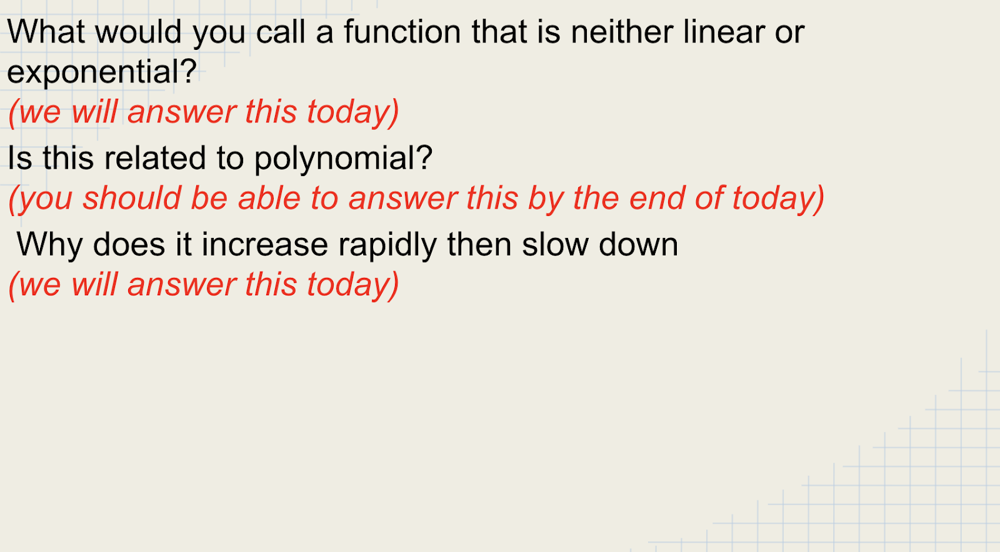 What would you call a function that is neither linear or
exponential?
(we will answer this today)
Is this related to polynomial?
(you should be able to answer this by the end of today)
Why does it increase rapidly then slow down
(we will answer this today)